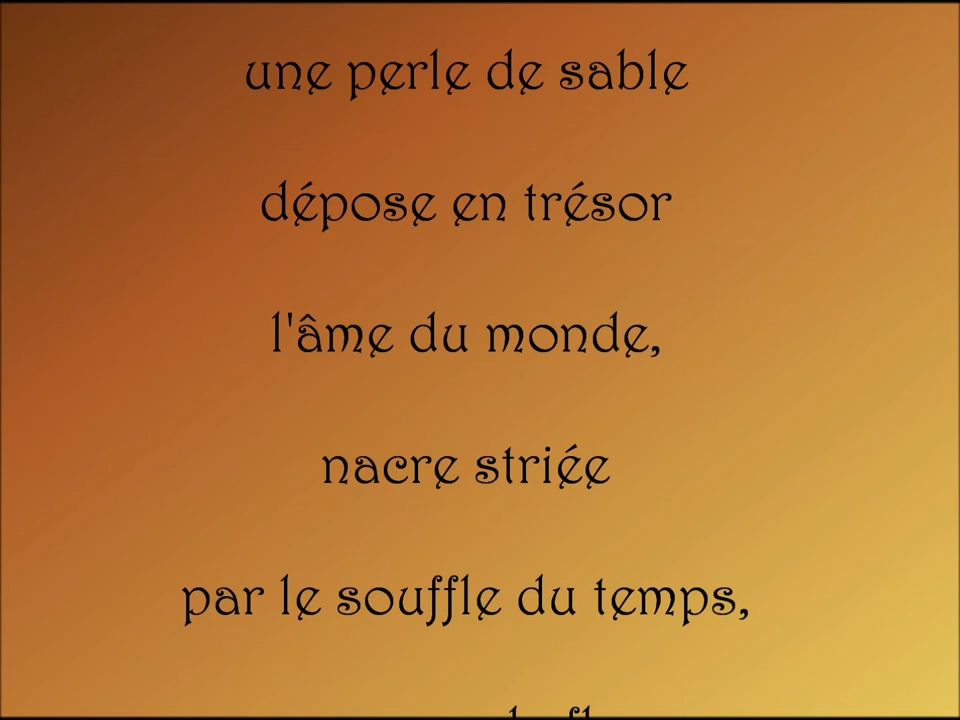 une perle de sable
dépose en trésor
l'âme du monde,
nacre striée
par le souffle du temps,